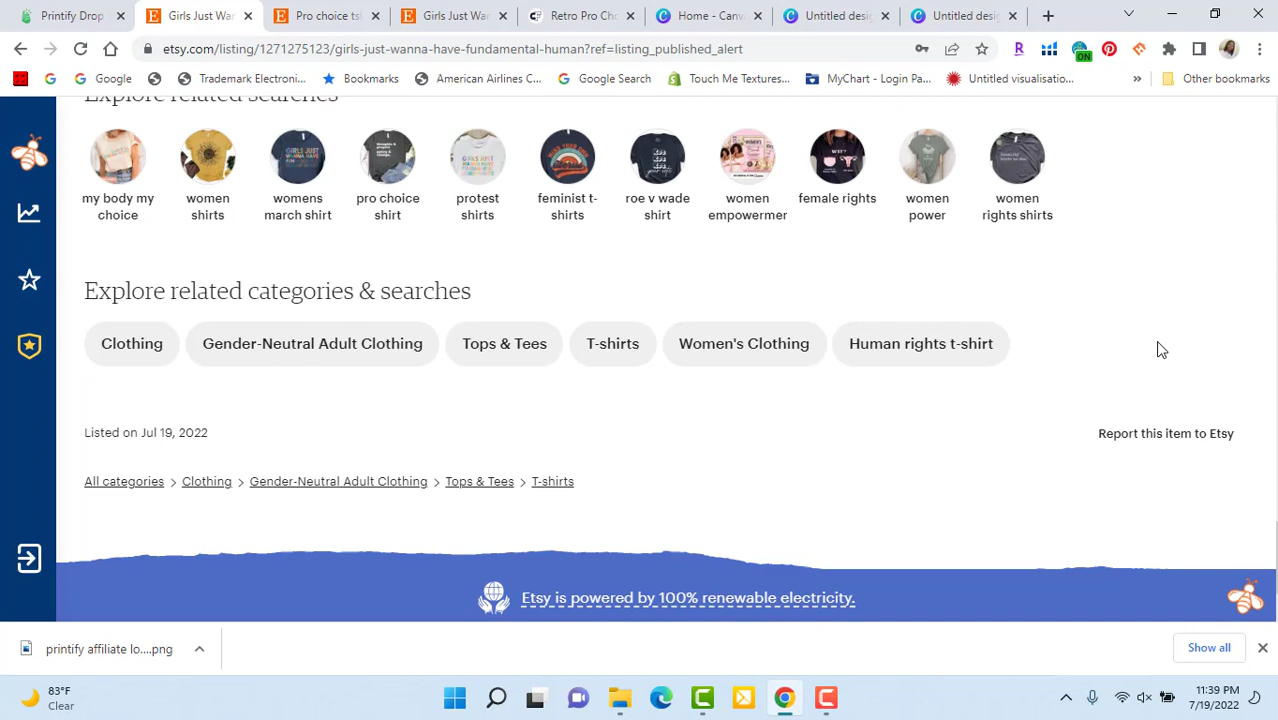 Printify Drop
Girls Just War
Pro choice tsl
Girls Just Wan
Retro Pro Cho
Home - Canv
Untitled desig
Untitled desig
etsy.com/listing/1271275123/girls-just-wanna-have-fundamental-human?ref=listing_published_alert
ON
Google
Trademark Electroni...
Bookmarks
American Airlines C...
Google Search
Touch Me Textures...
MyChart - Login Pa...
Untitled visualisatio...
Other bookmarks
Explore related searches
my body my choice
women shirts
womens march shirt
pro choice shirt
protest shirts
feminist t-shirts
roe v wade shirt
women empowermer
female rights
women power
women rights shirts
Explore related categories & searches
Clothing
Gender-Neutral Adult Clothing
Tops & Tees
T-shirts
Women's Clothing
Human rights t-shirt
Listed on Jul 19, 2022
Report this item to Etsy
All categories > Clothing > Gender-Neutral Adult Clothing > Tops & Tees > T-shirts
Etsy is powered by 100% renewable electricity.
printify affiliate lo....png
Show all
83°F
Clear
11:39 PM
7/19/2022